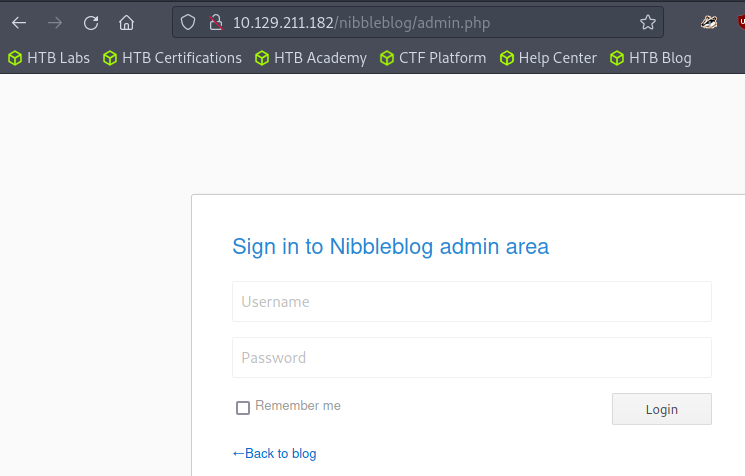 10.129.211.182/nibbleblog/admin.php
HTB Labs HTB Certifications HTB Academy CTF Platform Help Center HTB Blog
Sign in to Nibbleblog admin area
Username
Password
Remember me Login
←Back to blog